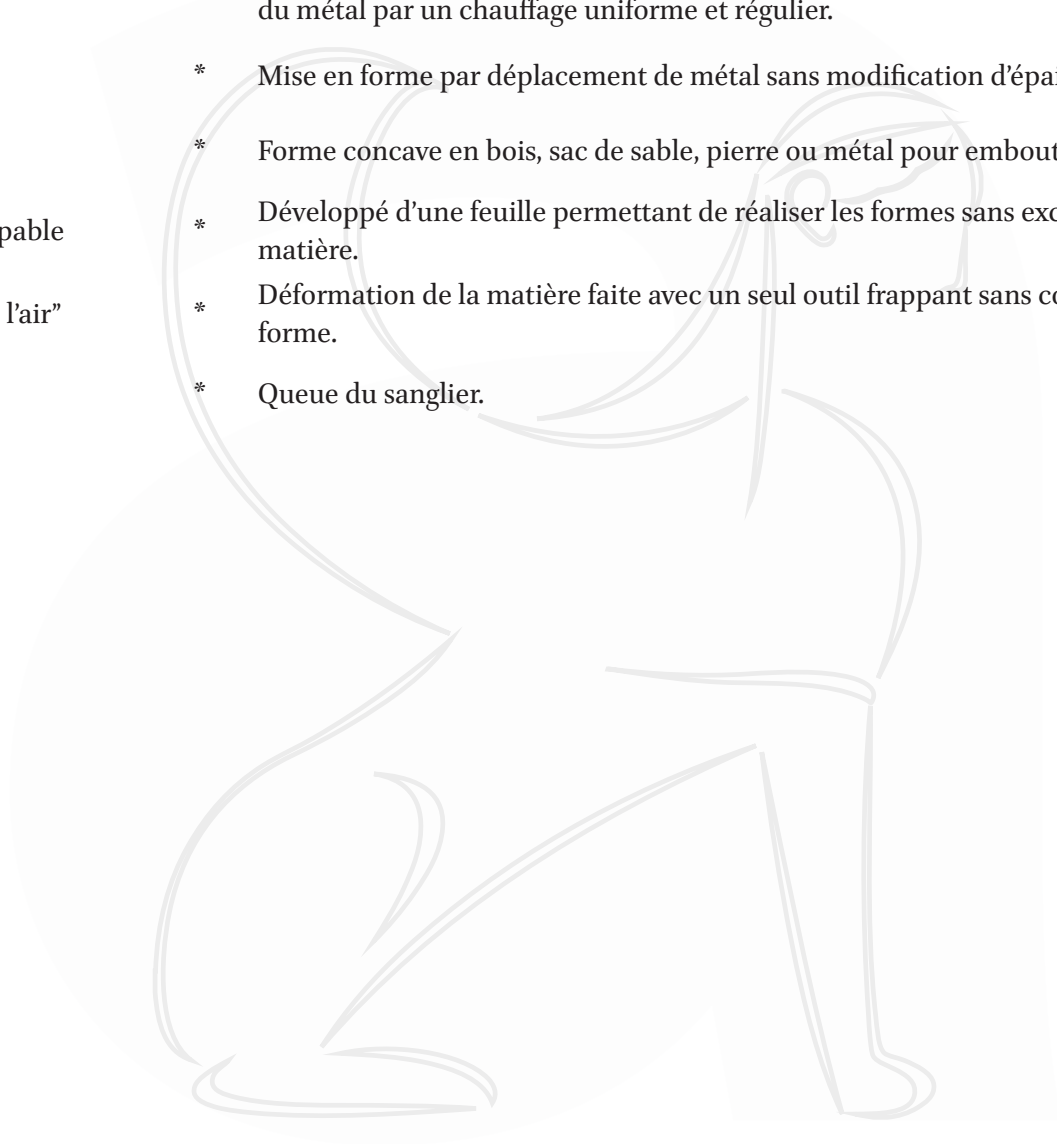 du métal par un chauffage uniforme et régulier.
* Mise en forme par déplacement de métal sans modification d’épai
* Forme concave en bois, sac de sable, pierre ou métal pour embout
pable
* Développé d’une feuille permettant de réaliser les formes sans exc
matière.
l’air”
* Déformation de la matière faite avec un seul outil frappant sans co
forme.
* Queue du sanglier.